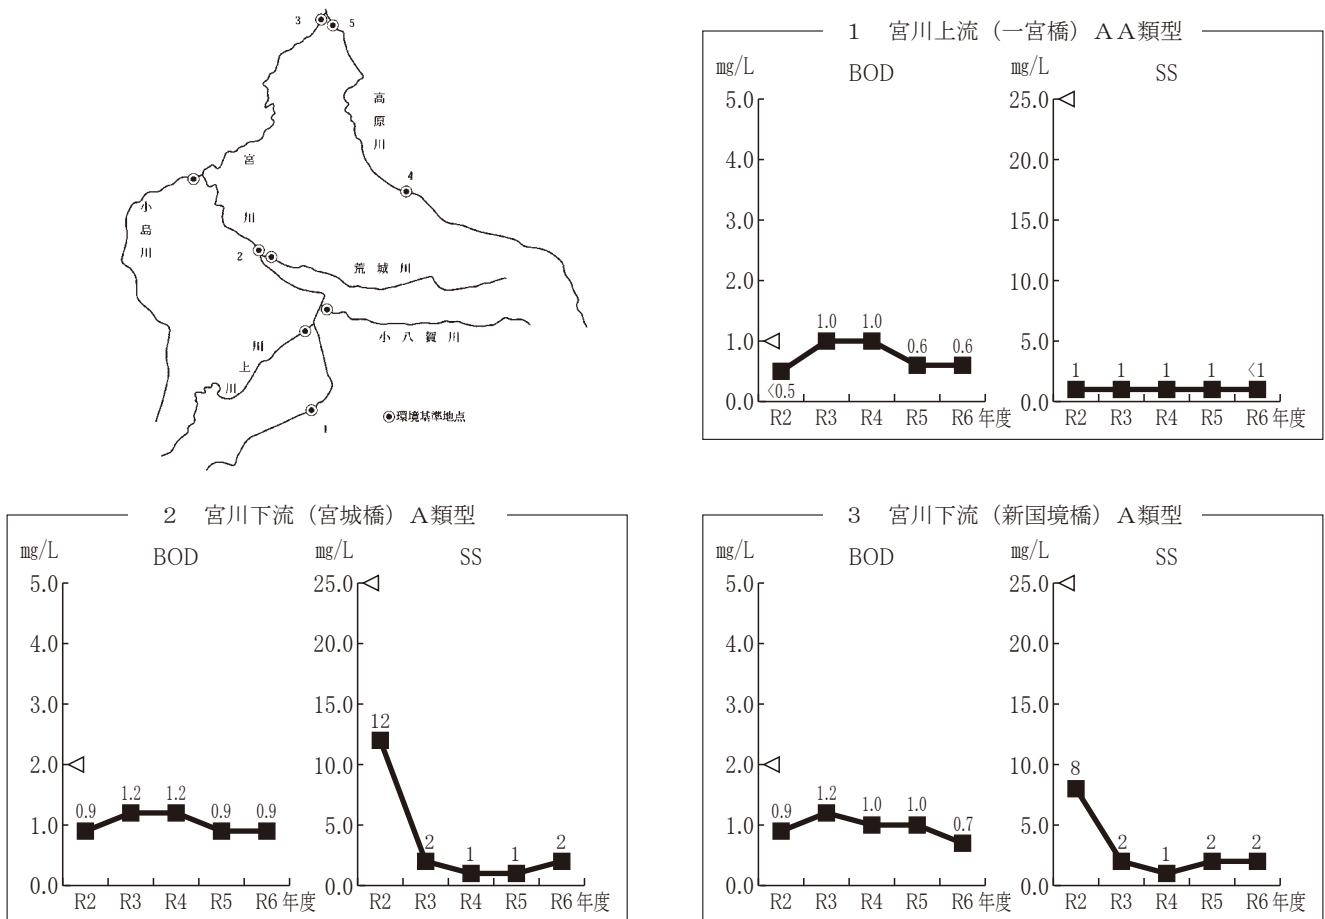 3
5
高原川
宮
4
小島川
川
2
荒城川
小八賀川
川
上
川
環境基準地点
1
1 宮川上流（一宮橋）ＡＡ類型
㎎/L
BOD
SS
5.0
4.0
3.0
2.0
1.0
0.0
<0.5
1.0
1.0
0.6
0.6
R2 R3 R4 R5 R6 年度
25.0
20.0
15.0
10.0
5.0
0.0
1 1 1 1 <1
R2 R3 R4 R5 R6 年度
2 宮川下流（宮城橋）Ａ類型
㎎/L
BOD
5.0
4.0
3.0
2.0
1.0
0.0
0.9 1.2 1.2 0.9 0.9
R2 R3 R4 R5 R6 年度
㎎/L
SS
25.0
20.0
15.0
10.0
5.0
0.0
12 2 1 1 2
R2 R3 R4 R5 R6 年度
3 宮川下流（新国境橋）Ａ類型
㎎/L
BOD
5.0
4.0
3.0
2.0
1.0
0.0
0.9 1.2 1.0 1.0 0.7
R2 R3 R4 R5 R6 年度
㎎/L
SS
25.0
20.0
15.0
10.0
5.0
0.0
8 2 1 2 2
R2 R3 R4 R5 R6 年度